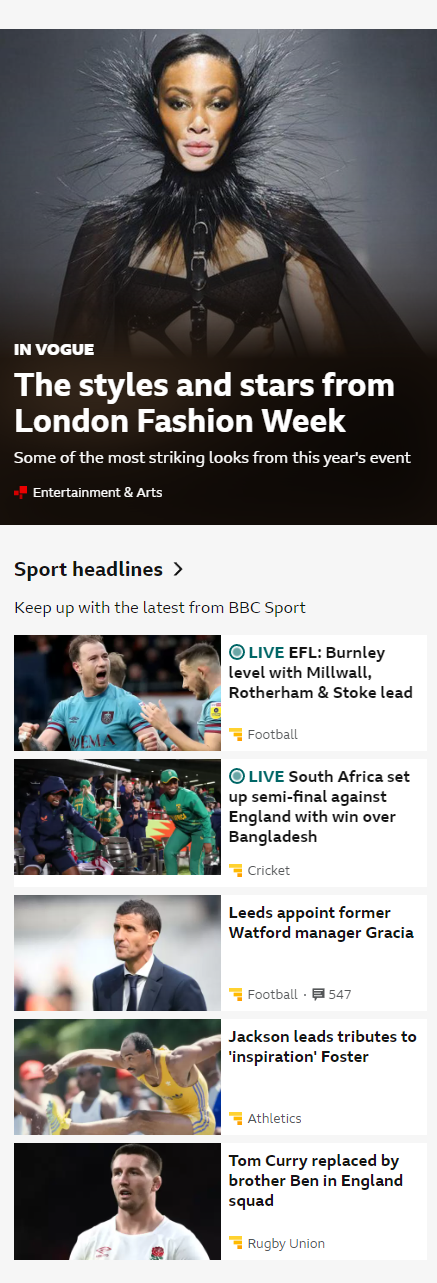 IN VOGUE
The styles and stars from
London Fashion Week
Some of the most striking looks from this year's event
Entertainment & Arts
Sport headlines
Keep up with the latest from BBC Sport
LIVE EFL: Burnley
level with Millwall,
Rotherham & Stoke lead
Football
LIVE South Africa set
up semi-final against
England with win over
Bangladesh
Cricket
Leeds appoint former
Watford manager Gracia
Football · 547
Jackson leads tributes to
'inspiration' Foster
Athletics
Tom Curry replaced by
brother Ben in England
squad
Rugby Union